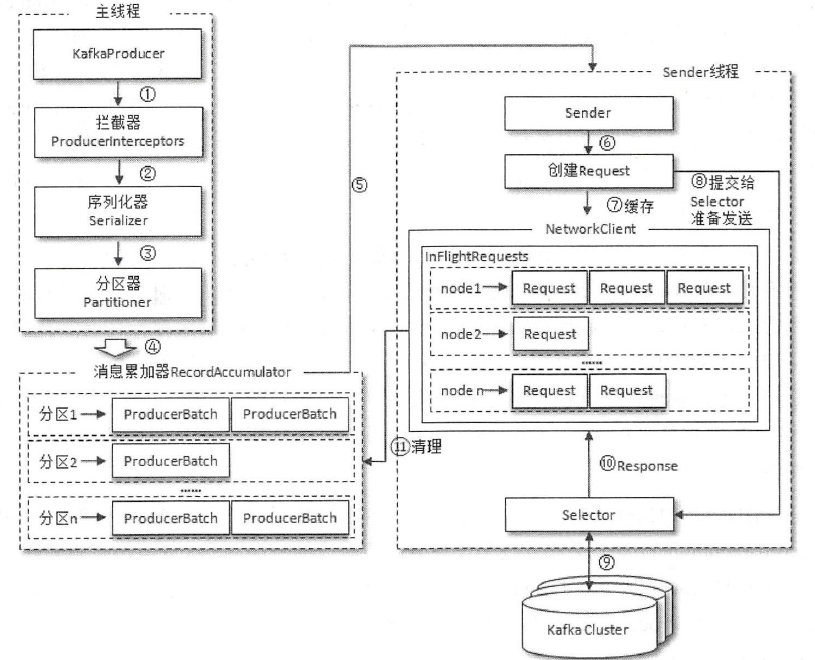 主线程
KafkaProducer
①
拦截器
ProducerInterceptors
②
序列化器
Serializer
③
分区器
Partitioner
④
消息累加器RecordAccumulator
分区1
ProducerBatch
ProducerBatch
分区2
ProducerBatch
......
分区n
ProducerBatch
ProducerBatch
⑤
Sender线程
Sender
⑥
创建Request
⑦缓存
⑧提交给
Selector
准备发送
NetworkClient
InFlightRequests
node1
Request
Request
Request
node2
Request
......
node n
Request
Request
⑪清理
⑩Response
Selector
⑨
Kafka Cluster